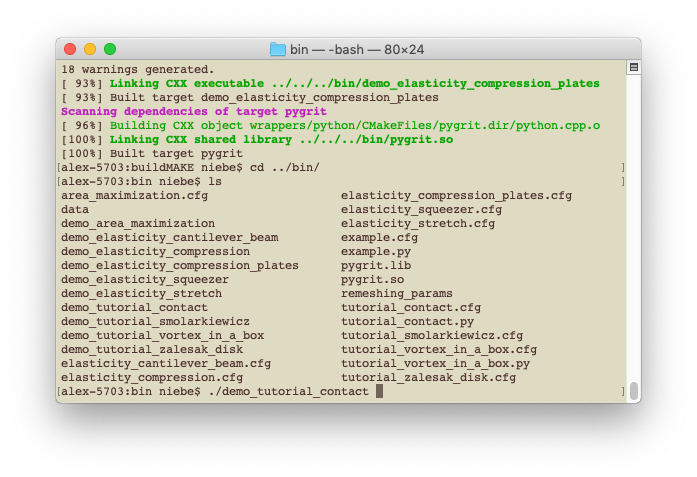 bin — -bash — 80×24
18 warnings generated.
[ 93%] Linking CXX executable ../../../bin/demo_elasticity_compression_plates
[ 93%] Built target demo_elasticity_compression_plates
Scanning dependencies of target pygrit
[ 96%] Building CXX object wrappers/python/CMakeFiles/pygrit.dir/python.cpp.o
[100%] Linking CXX shared library ../../../bin/pygrit.so
[100%] Built target pygrit
[alex-5703:buildMAKE niebe$ cd ../bin/ ]
[alex-5703:bin niebe$ ls ]
area_maximization.cfg elasticity_compression_plates.cfg
data elasticity_squeezer.cfg
demo_area_maximization elasticity_stretch.cfg
demo_elasticity_cantilever_beam example.cfg
demo_elasticity_compression example.py
demo_elasticity_compression_plates pygrit.lib
demo_elasticity_squeezer pygrit.so
demo_elasticity_stretch remeshing_params
demo_tutorial_contact tutorial_contact.cfg
demo_tutorial_smolarkiewicz tutorial_contact.py
demo_tutorial_vortex_in_a_box tutorial_smolarkiewicz.cfg
demo_tutorial_zalesak_disk tutorial_vortex_in_a_box.cfg
elasticity_cantilever_beam.cfg tutorial_vortex_in_a_box.py
elasticity_compression.cfg tutorial_zalesak_disk.cfg
[alex-5703:bin niebe$ ./demo_tutorial_contact ]